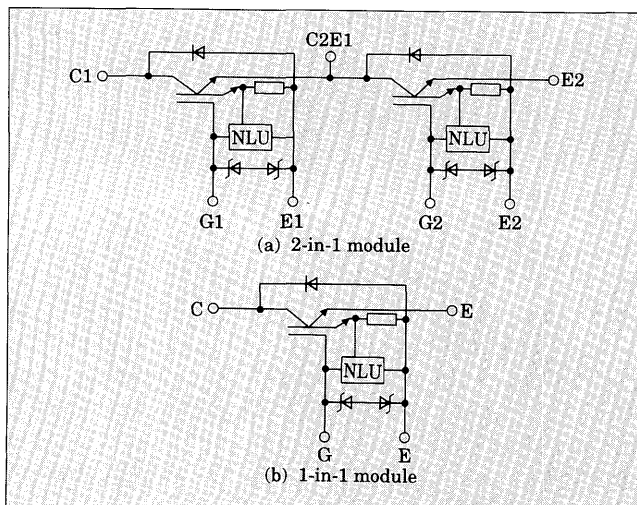 C2E1
C1 E2
NLU NLU
G1 E1 G2 E2
(a) 2-in-1 module
C E
NLU
G E
(b) 1-in-1 module